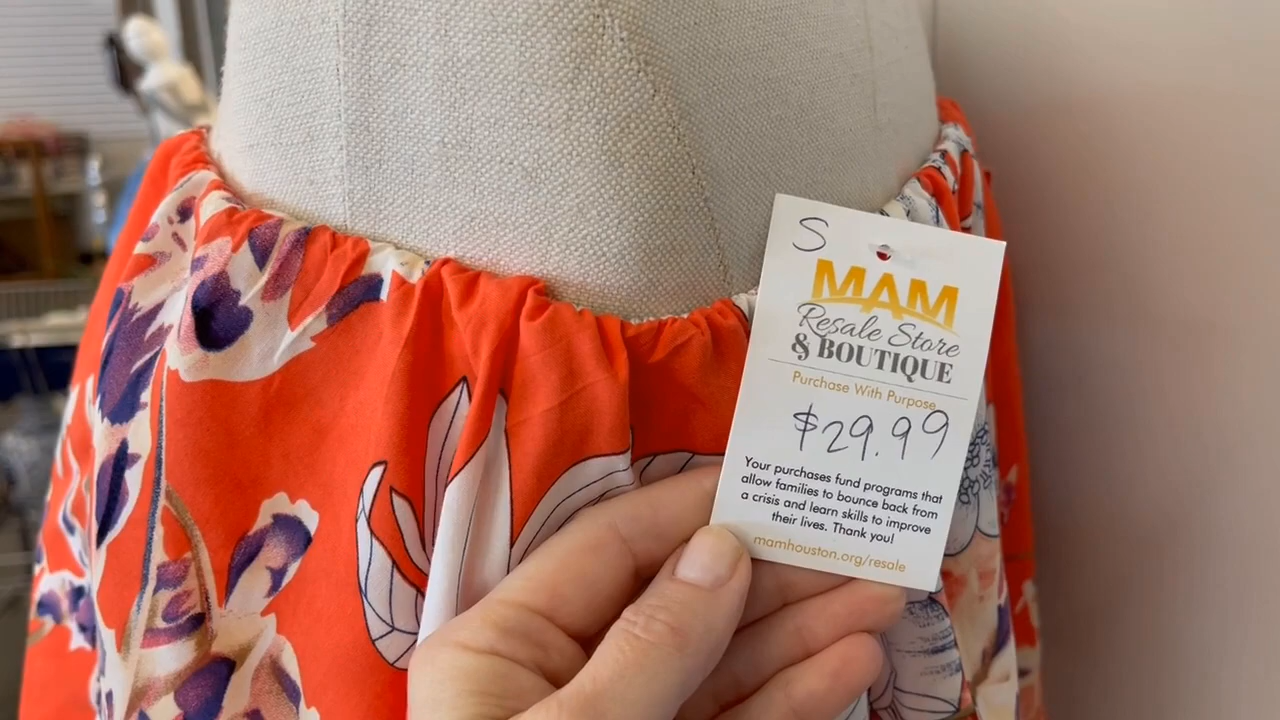 S
MAM
Resale Store
& BOUTIQUE
Purchase With Purpose
$29.99
Your purchases fund programs that
allow families to bounce back from
a crisis and learn skills to improve
their lives. Thank you!
mamhouston.org/resale